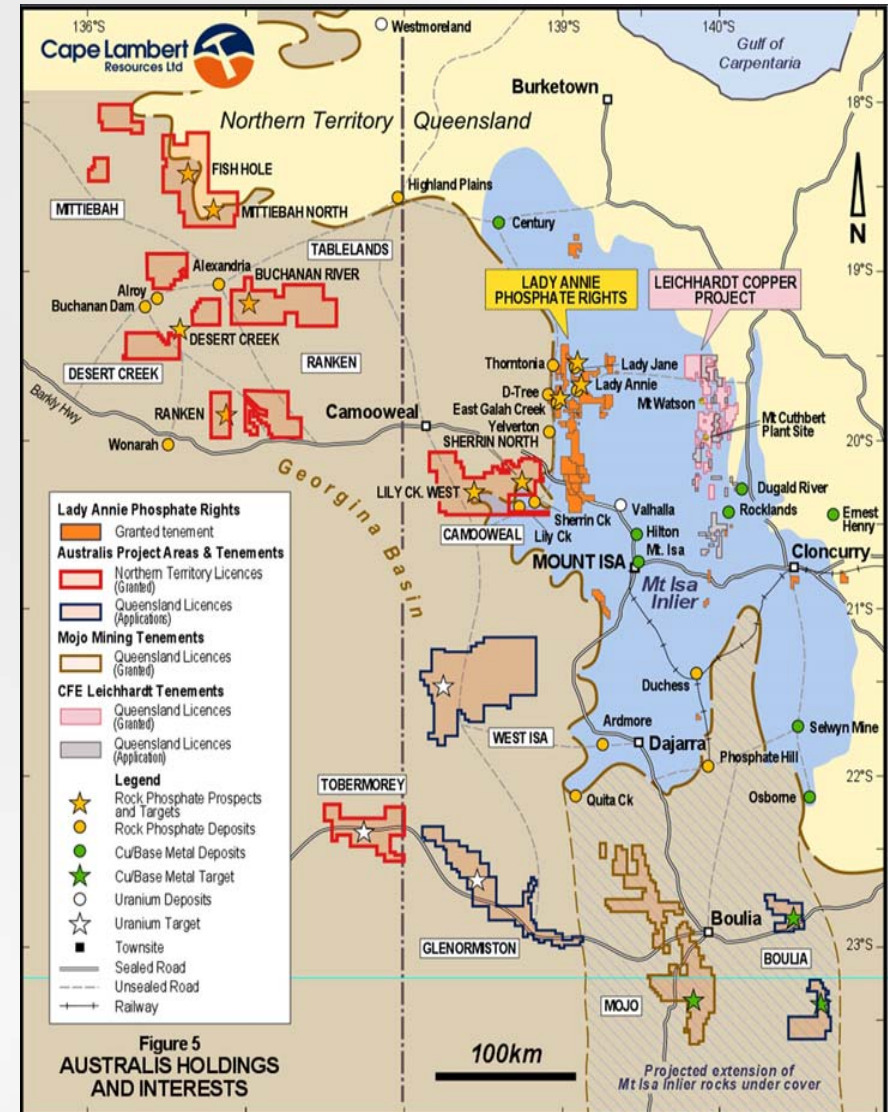 136°S
139°S
140°S
Cape Lambert
Resources Ltd
Westmoreland
Gulf of
Carpentaria
Burketown
18°S
Northern Territory
Queensland
FISH HOLE
Highland Plains
MITTIEBAH
MITTIEBAH NORTH
Century
N
TABLELANDS
19°S
Alexandria
BUCHANAN RIVER
LADY ANNIE
PHOSPHATE RIGHTS
LEICHHARDT COPPER
PROJECT
Alroy
Buchanan Dam
DESERT CREEK
DESERT CREEK
RANKEN
Thorntonia
Lady Jane
D-Tree
Lady Annie
East Galah Creek
Mt Watson
Barkly Hwy
RANKEN
Camooweal
Yelverton
Mt Cuthbert
Plant Site
Wonarah
SHERRIN NORTH
20°S
Georgina Basin
LILY CK. WEST
Dugald River
Sherrin Ck
Valhalla
Rocklands
Ernest
Henry
CAMOOWEAL
Lily Ck
Hilton
Mt. Isa
MOUNT ISA
Cloncurry
Mt Isa
Inlier
21°S
Lady Annie Phosphate Rights
Granted tenement
Australis Project Areas & Tenements
Northern Territory Licences
(Granted)
Queensland Licences
(Applications)
Mojo Mining Tenements
Queensland Licences
(Granted)
CFE Leichhardt Tenements
Queensland Licences
(Granted)
Queensland Licences
(Application)
Legend
Rock Phosphate Prospects
and Targets
Rock Phosphate Deposits
Cu/Base Metal Deposits
Cu/Base Metal Target
Uranium Deposits
Uranium Target
Townsite
Sealed Road
Unsealed Road
Railway
Duchess
Ardmore
Selwyn Mine
WEST ISA
Dajarra
Phosphate Hill
22°S
TOBERMOREY
Quita Ck
Osborne
Boulia
GLENORMISTON
BOULIA
23°S
MOJO
Figure 5
AUSTRALIS HOLDINGS
AND INTERESTS
100km
Projected extension of
Mt Isa Inlier rocks under cover